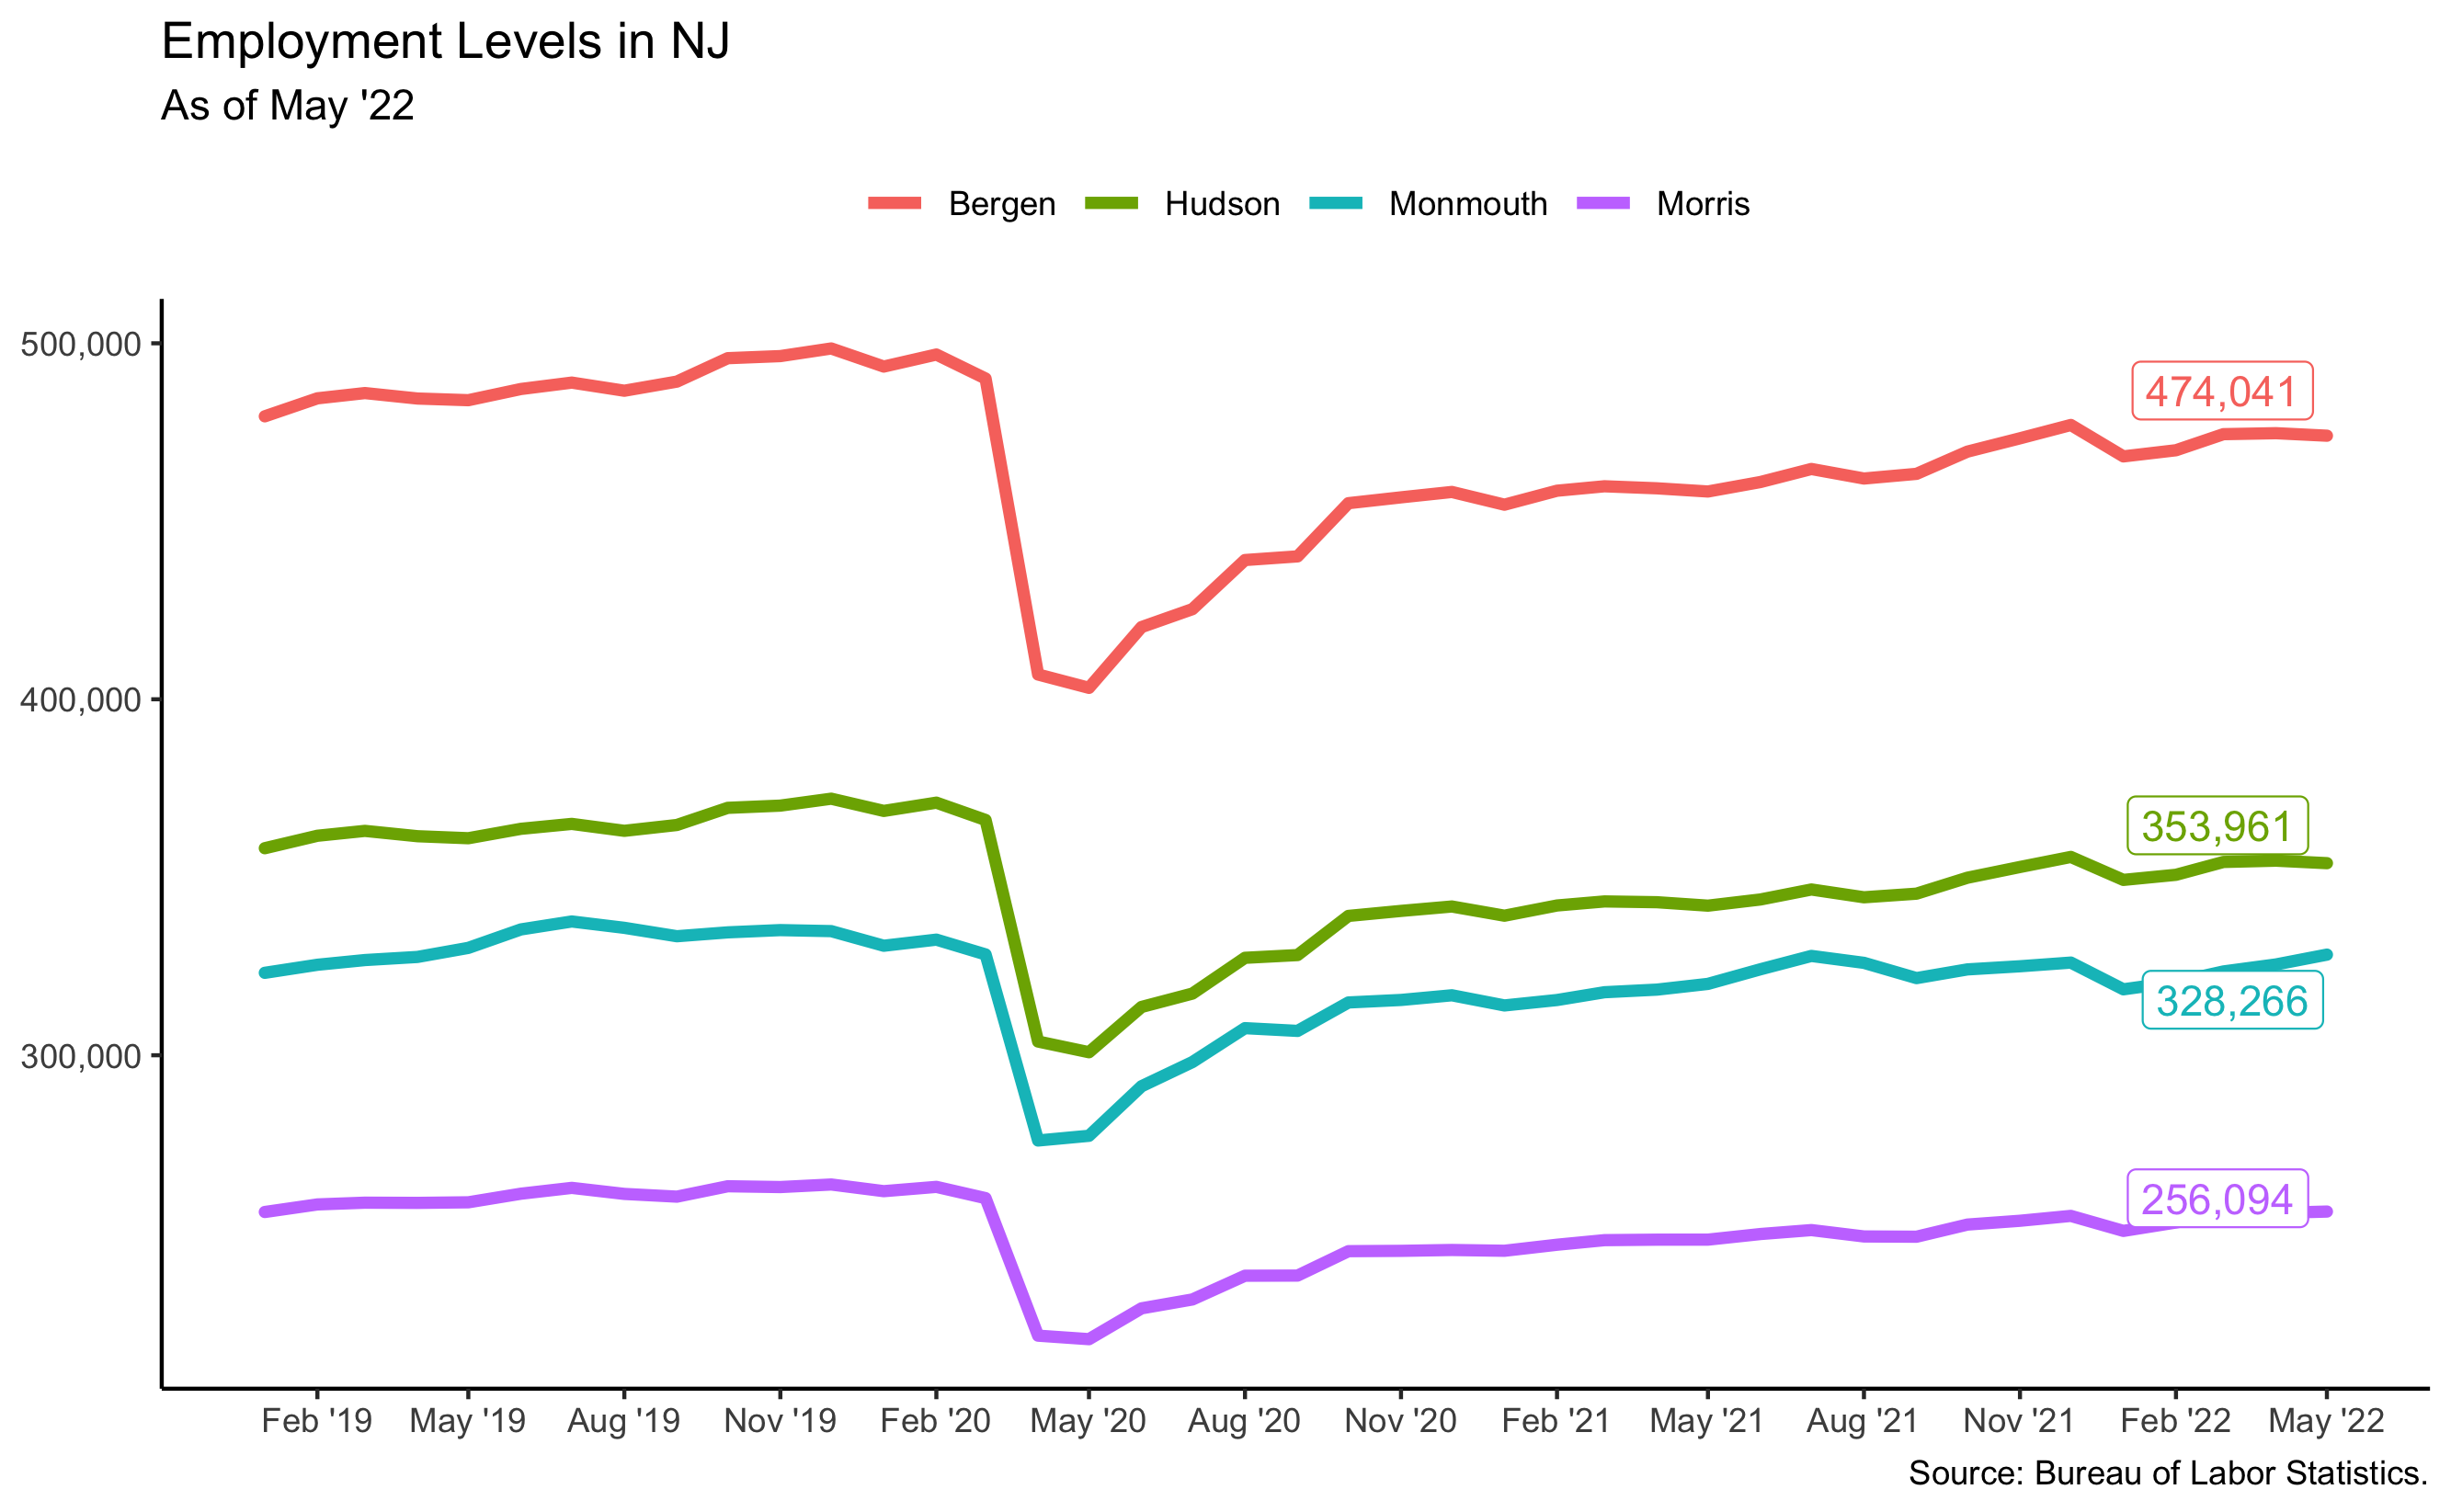 Employment Levels in NJ
As of May '22
Bergen Hudson Monmouth Morris
500,000
400,000
300,000
474,041
353,961
328,266
256,094
Feb '19 May '19 Aug '19 Nov '19 Feb '20 May '20 Aug '20 Nov '20 Feb '21 May '21 Aug '21 Nov '21 Feb '22 May '22
Source: Bureau of Labor Statistics.